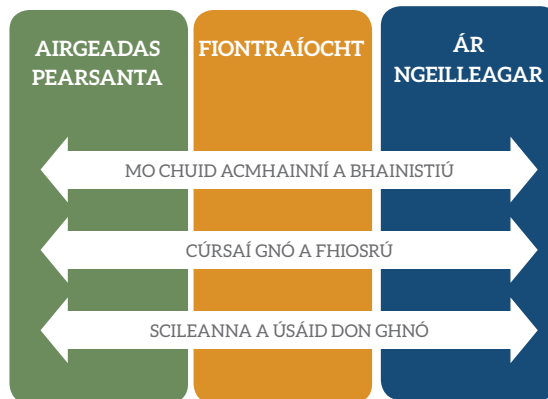 AIRGEADAS
PEARSANTA
FIONTRAÍOCHT
ÁR
NGEILLEAGAR
MO CHUID ACMHAINNÍ A BHAINISTIÚ
CÚRSAÍ GNÓ A FHIOSRÚ
SCILEANNA A ÚSÁID DON GHNÓ